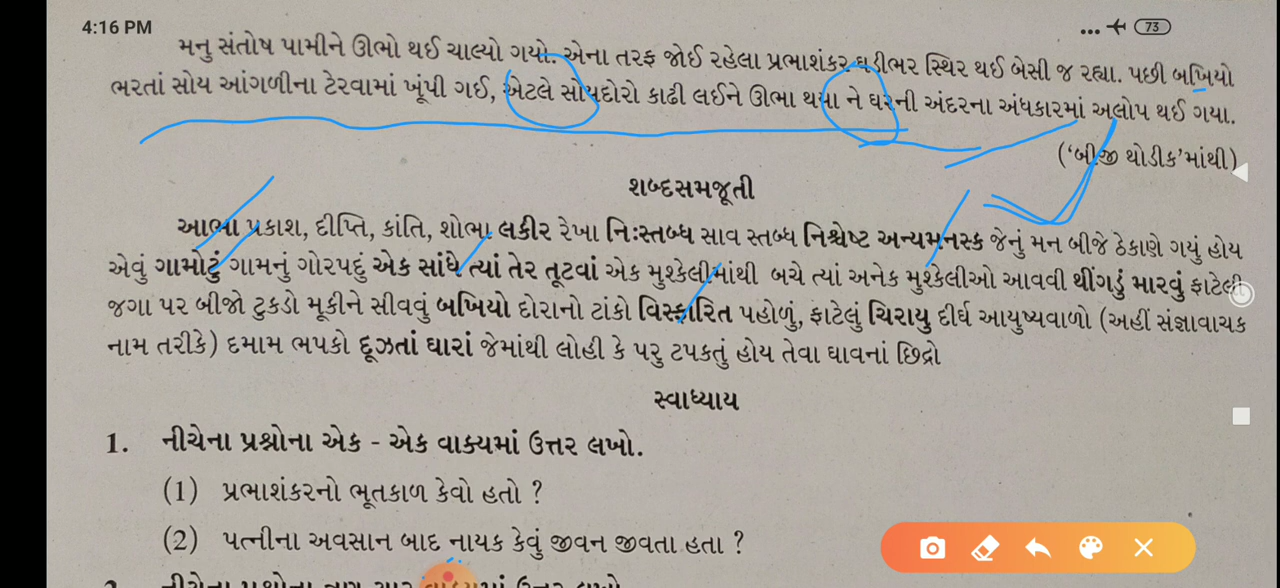 4:16 PM
73
મનુ સંતોષ પામીને ઊભો થઈ ચાલ્યો ગયો. એના તરફ જોઈ રહેલા પ્રભાશંકર ઘડીભર સ્થિર થઈ બેસી જ રહ્યા. પછી બખિયો
ભરતાં સોય આંગળીના ટેરવામાં ખૂંપી ગઈ, એટલે સોયદોરો કાઢી લઈને ઊભા થયા ને ઘરની અંદરના અંધકારમાં અલોપ થઈ ગયા.
(‘બીજી થોડીક’માંથી)
શબ્દસમજૂતી
આભા પ્રકાશ, દીપ્તિ, કાંતિ, શોભા લકીર રેખા નિઃસ્તબ્ધ સાવ સ્તબ્ધ નિશ્ચેષ્ટ અન્યમનસ્ક જેનું મન બીજે ઠેકાણે ગયું હોય
એવું ગામોટું ગામનું ગોરપદું એક સાંધે ત્યાં તેર તૂટવાં એક મુશ્કેલીમાંથી બચે ત્યાં અનેક મુશ્કેલીઓ આવવી થીંગડું મારવું ફાટેલી
જગા પર બીજો ટુકડો મૂકીને સીવવું બખિયો દોરાનો ટાંકો વિસ્ફારિત પહોળું, ફાટેલું ચિરાયુ દીર્ઘ આયુષ્યવાળો (અહીં સંજ્ઞાવાચક
નામ તરીકે) દમામ ભપકો દૂઝતાં ઘારાં જેમાંથી લોહી કે પરુ ટપકતું હોય તેવા ઘાવનાં છિદ્રો
સ્વાધ્યાય
1. નીચેના પ્રશ્નોના એક - એક વાક્યમાં ઉત્તર લખો.
(1) પ્રભાશંકરનો ભૂતકાળ કેવો હતો ?
(2) પત્નીના અવસાન બાદ નાયક કેવું જીવન જીવતા હતા ?